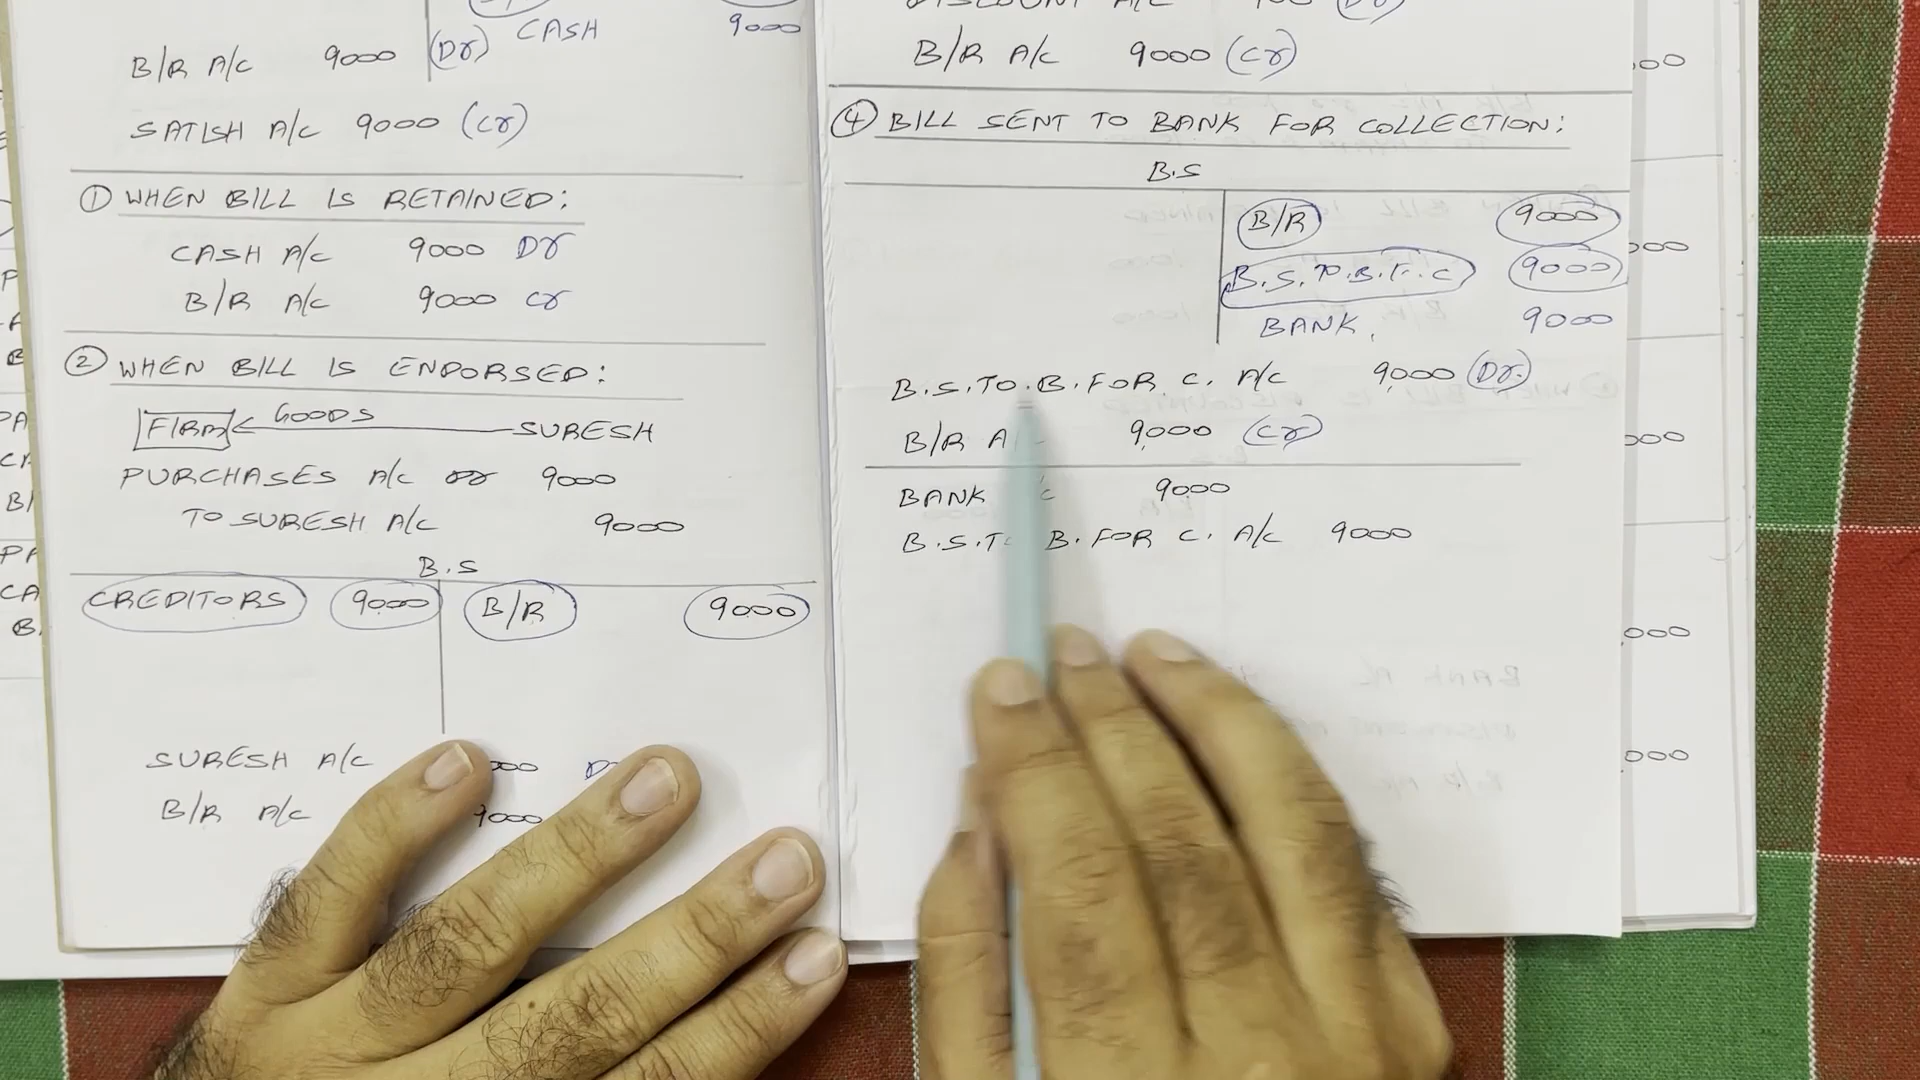 CASH 9000
B/R A/C 9000 (Dr)
SATISH A/C 9000 (Cr)
① WHEN BILL IS RETAINED:
CASH A/C 9000 Dr
B/R A/C 9000 Cr
② WHEN BILL IS ENDORSED:
FIRM GOODS SURESH
PURCHASES A/C Dr 9000
TO SURESH A/C 9000
B.S
CREDITORS 9000 B/R 9000
SURESH A/C
B/R A/C 9000
B/R A/C 9000 (Cr)
④ BILL SENT TO BANK FOR COLLECTION:
B.S
B/R 9000
B.S.TO.B.F.C 9000
BANK. 9000
B.S.TO.B.FOR C. A/C 9000 (Dr.)
B/R 9000 (Cr)
BANK 9000
B.S. B.FOR C. A/C 9000